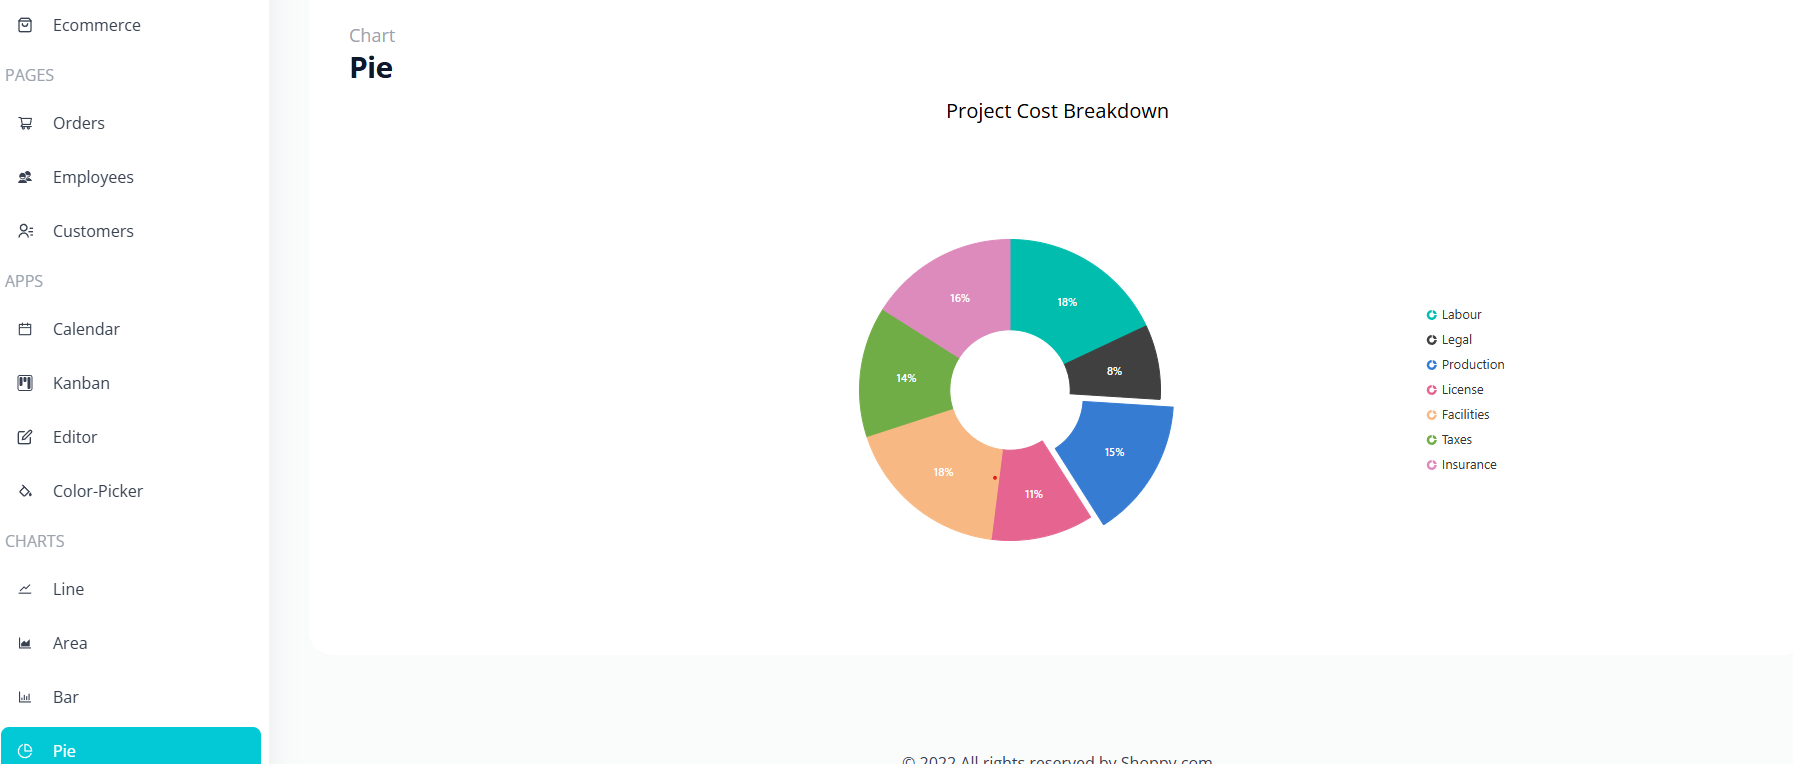 Ecommerce
PAGES
Orders
Employees
Customers
APPS
Calendar
Kanban
Editor
Color-Picker
CHARTS
Line
Area
Bar
Pie
Chart
Pie
Project Cost Breakdown
16%
18%
8%
14%
15%
18%
11%
Labour
Legal
Production
License
Facilities
Taxes
Insurance
© 2022 All rights reserved by Shoppy.com